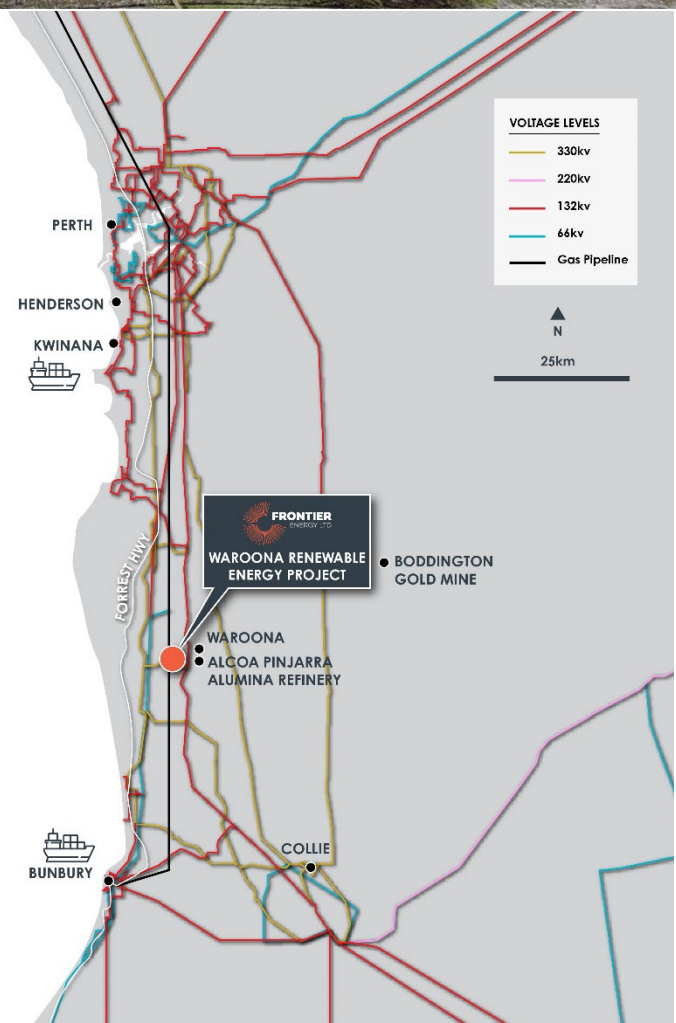 VOLTAGE LEVELS
330kv
220kv
132kv
66kv
Gas Pipeline
N
25km
PERTH
HENDERSON
KWINANA
FORREST HWY
FRONTIER
ENERGY LTD
WAROONA RENEWABLE
ENERGY PROJECT
BODDINGTON
GOLD MINE
WAROONA
ALCOA PINJARRA
ALUMINA REFINERY
COLLIE
BUNBURY